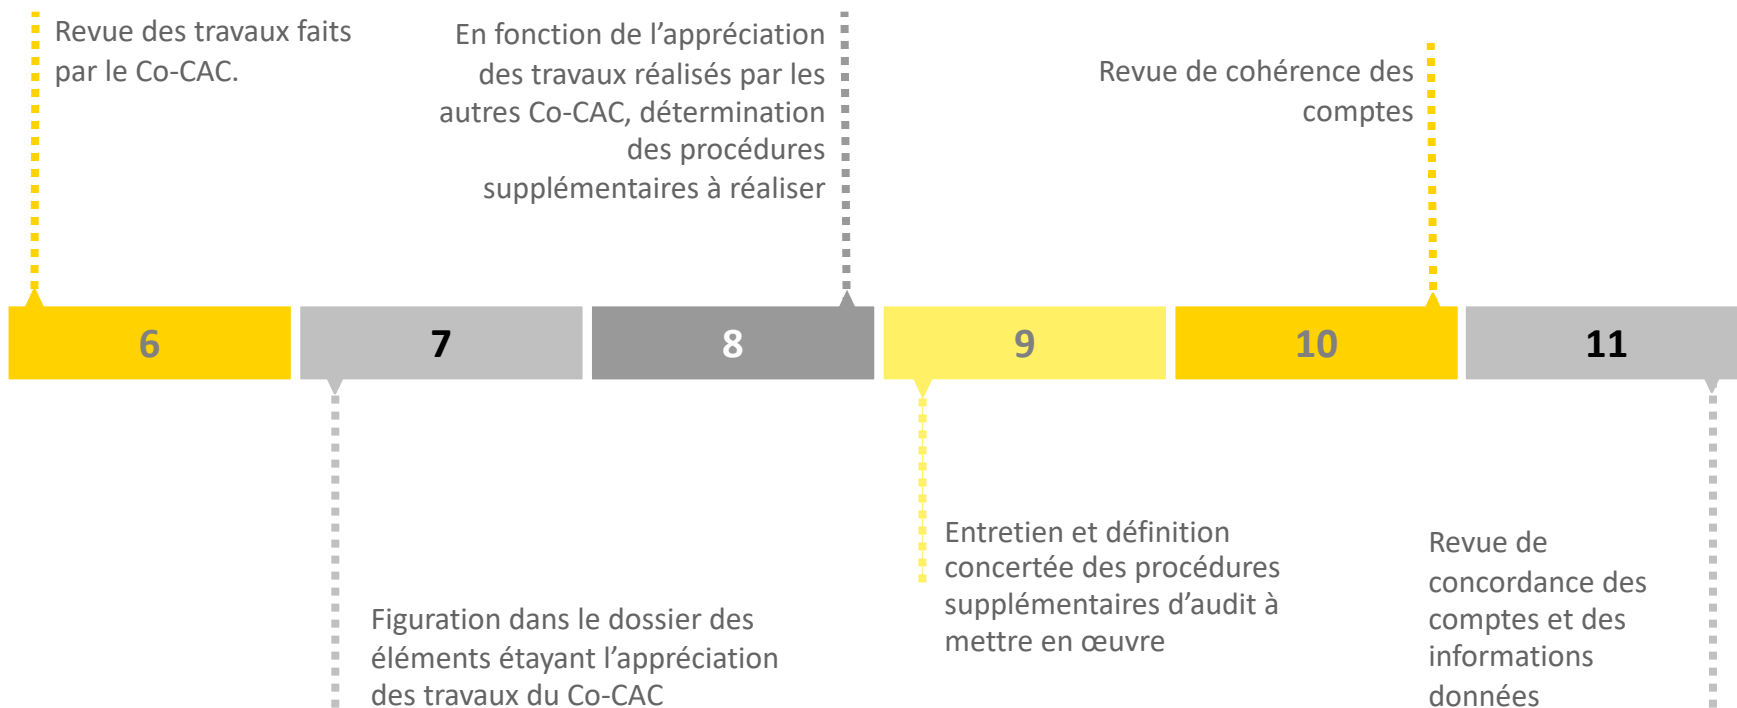 Revue des travaux faits
par le Co-CAC.
En fonction de l’appréciation
des travaux réalisés par les
autres Co-CAC, détermination
des procédures
supplémentaires à réaliser
Revue de cohérence des
comptes
6
7
8
9
10
11
Figuration dans le dossier des
éléments étayant l’appréciation
des travaux du Co-CAC
Entretien et définition
concertée des procédures
supplémentaires d’audit à
mettre en œuvre
Revue de
concordance des
comptes et des
informations
données